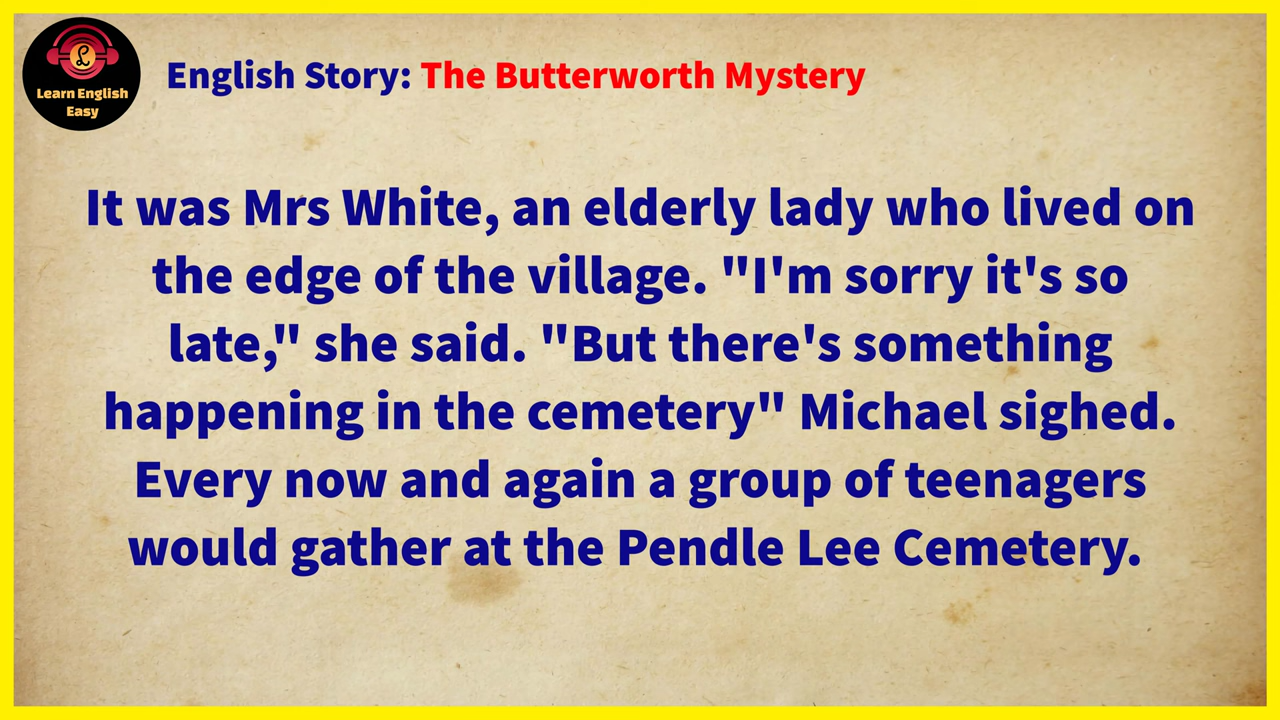 Learn English
Easy
English Story: The Butterworth Mystery
It was Mrs White, an elderly lady who lived on
the edge of the village. "I'm sorry it's so
late," she said. "But there's something
happening in the cemetery" Michael sighed.
Every now and again a group of teenagers
would gather at the Pendle Lee Cemetery.